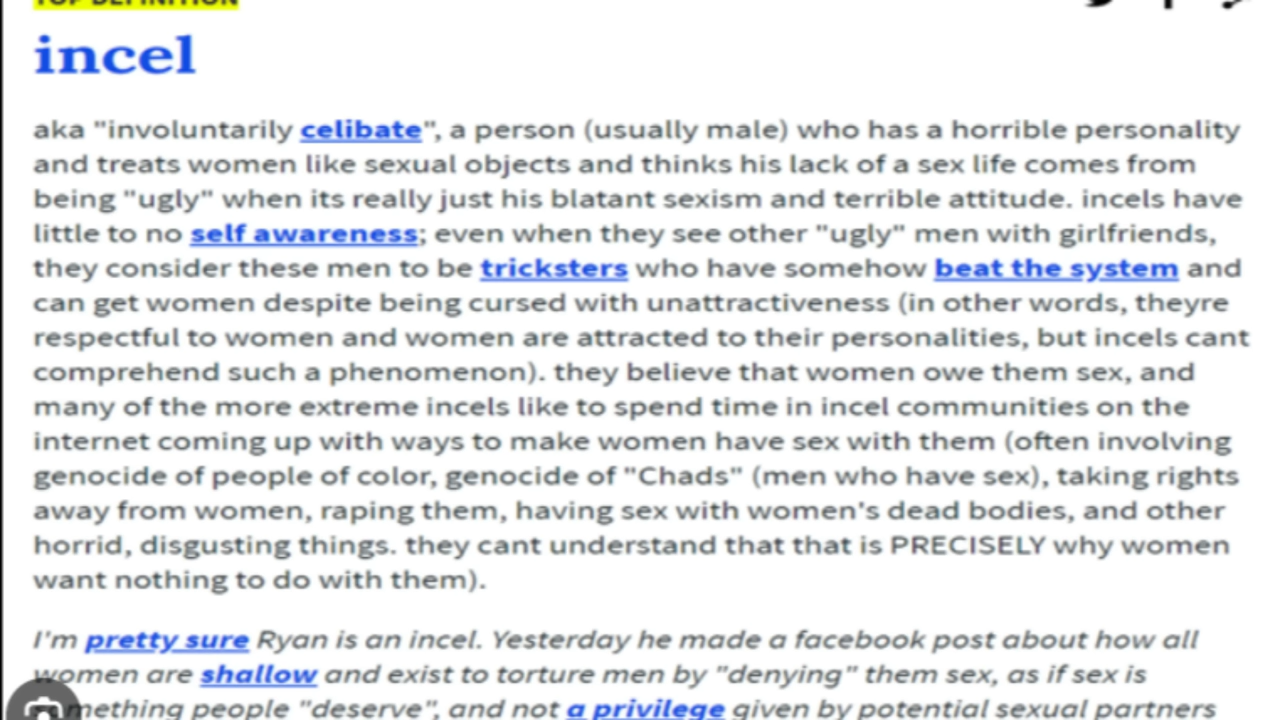 TOP DEFINITION
incel
aka "involuntarily celibate", a person (usually male) who has a horrible personality
and treats women like sexual objects and thinks his lack of a sex life comes from
being "ugly" when its really just his blatant sexism and terrible attitude. incels have
little to no self awareness; even when they see other "ugly" men with girlfriends,
they consider these men to be tricksters who have somehow beat the system and
can get women despite being cursed with unattractiveness (in other words, theyre
respectful to women and women are attracted to their personalities, but incels cant
comprehend such a phenomenon). they believe that women owe them sex, and
many of the more extreme incels like to spend time in incel communities on the
internet coming up with ways to make women have sex with them (often involving
genocide of people of color, genocide of "Chads" (men who have sex), taking rights
away from women, raping them, having sex with women's dead bodies, and other
horrid, disgusting things. they cant understand that that is PRECISELY why women
want nothing to do with them).
I'm pretty sure Ryan is an incel. Yesterday he made a facebook post about how all
women are shallow and exist to torture men by "denying" them sex, as if sex is
something people "deserve", and not a privilege given by potential sexual partners